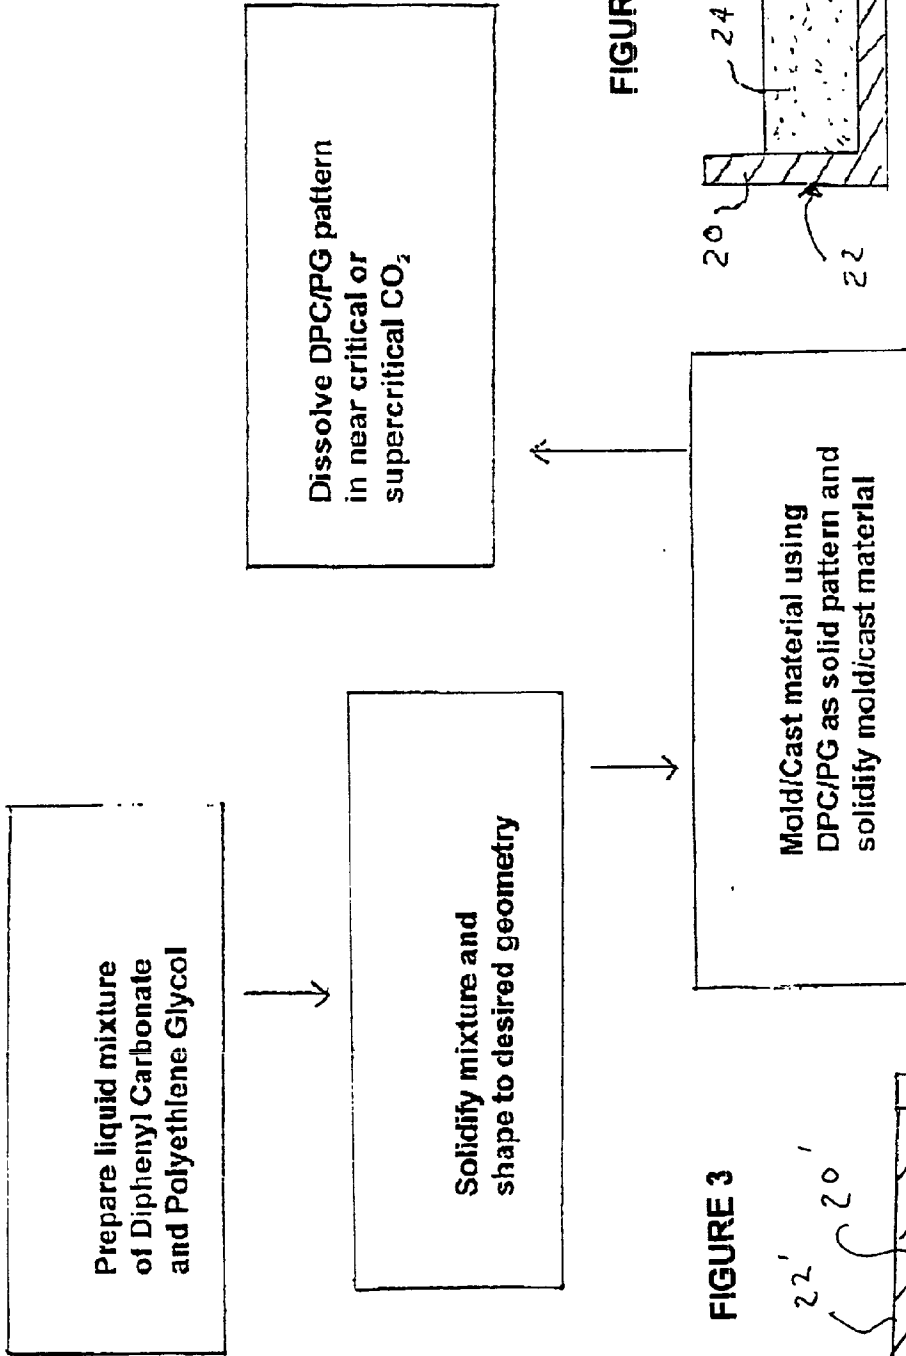 Prepare liquid mixture
of Diphenyl Carbonate
and Polyethlene Glycol
Solidify mixture and
shape to desired geometry
Mold/Cast material using
DPC/PG as solid pattern and
solidify mold/cast material
Dissolve DPC/PG pattern
in near critical or
supercritical CO₂
FIGURE 3
22'
20'
FIGUR
20
22
24